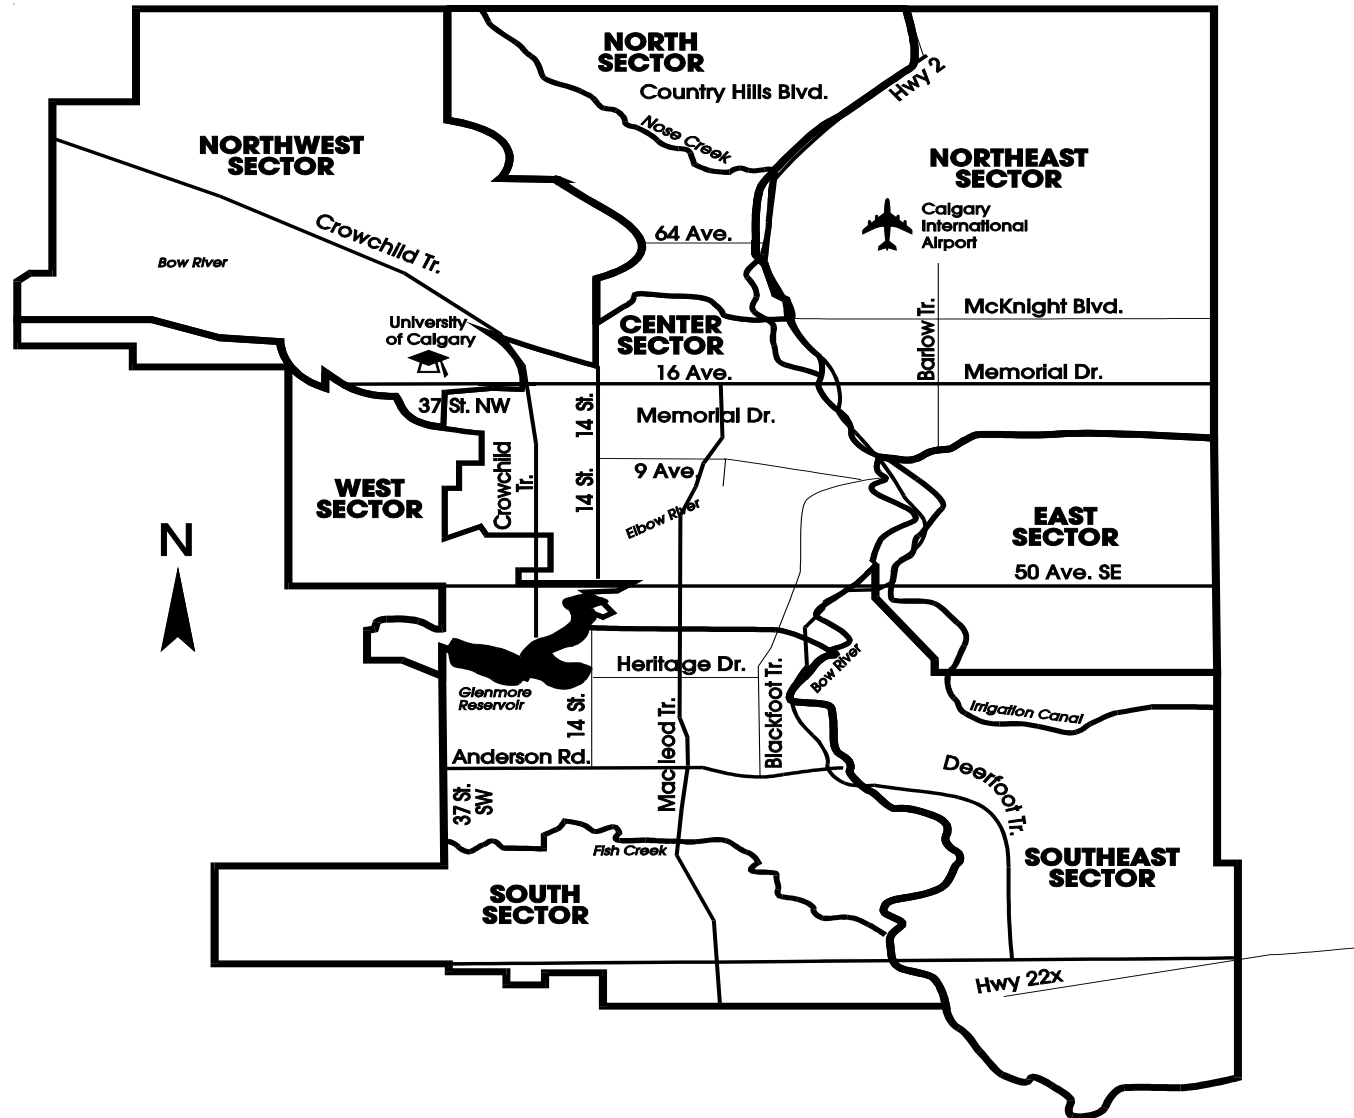 NORTH
SECTOR
Country Hills Blvd.
Hwy 2
Nose Creek
NORTHWEST
SECTOR
NORTHEAST
SECTOR
Calgary
International
Airport
Crowchild Tr.
64 Ave.
Bow River
McKnight Blvd.
Barlow Tr.
University
of Calgary
CENTER
SECTOR
16 Ave.
Memorial Dr.
37 St. NW
14 St.
Memorial Dr.
9 Ave.
14 St.
Crowchild
Tr.
WEST
SECTOR
Elbow River
EAST
SECTOR
N
50 Ave. SE
Heritage Dr.
Bow River
Glenmore
Reservoir
14 St.
Macleod Tr.
Blackfoot Tr.
Irrigation Canal
Anderson Rd.
Deerfoot Tr.
37 St.
SW
Fish Creek
SOUTHEAST
SECTOR
SOUTH
SECTOR
Hwy 22x